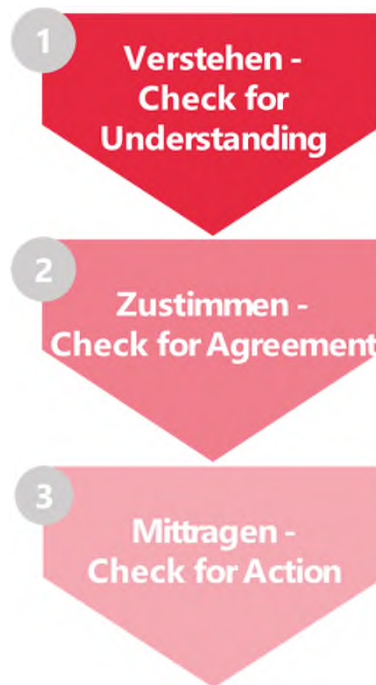 1
Verstehen -
Check for
Understanding
2
Zustimmen -
Check for Agreement
3
Mittragen -
Check for Action